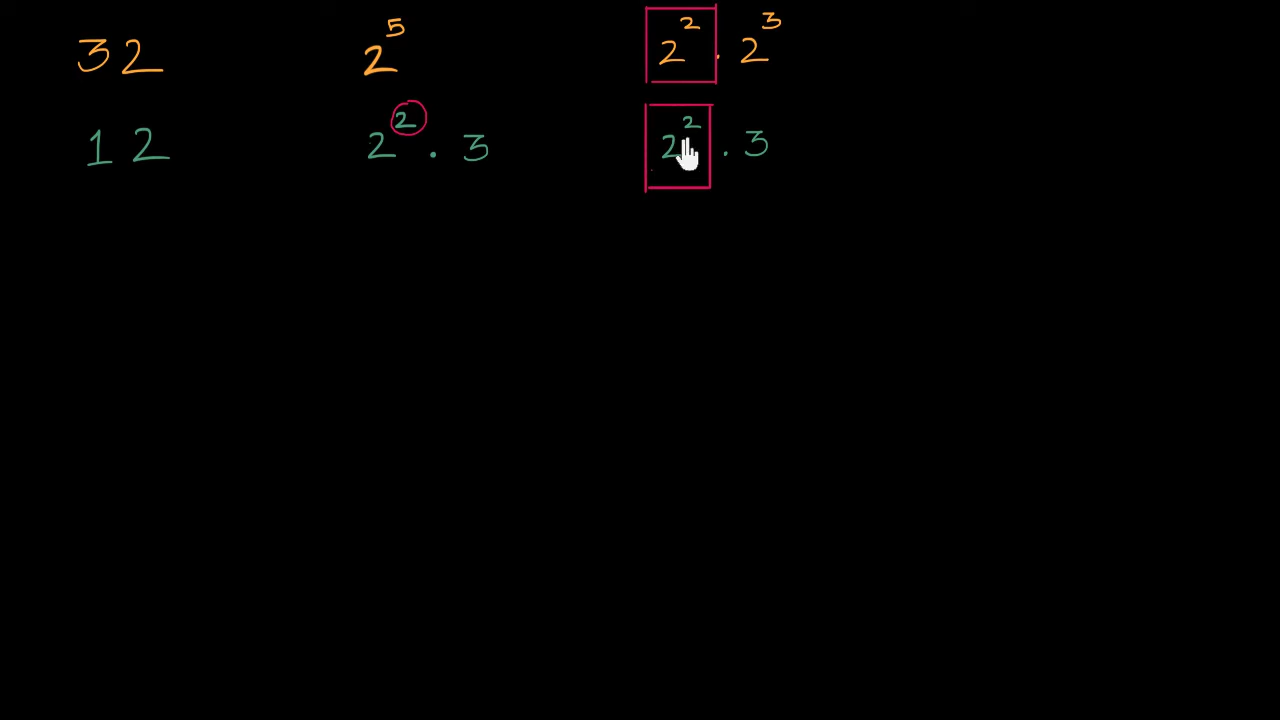 32 2⁵ 2² · 2³
12 2² · 3 2² · 3